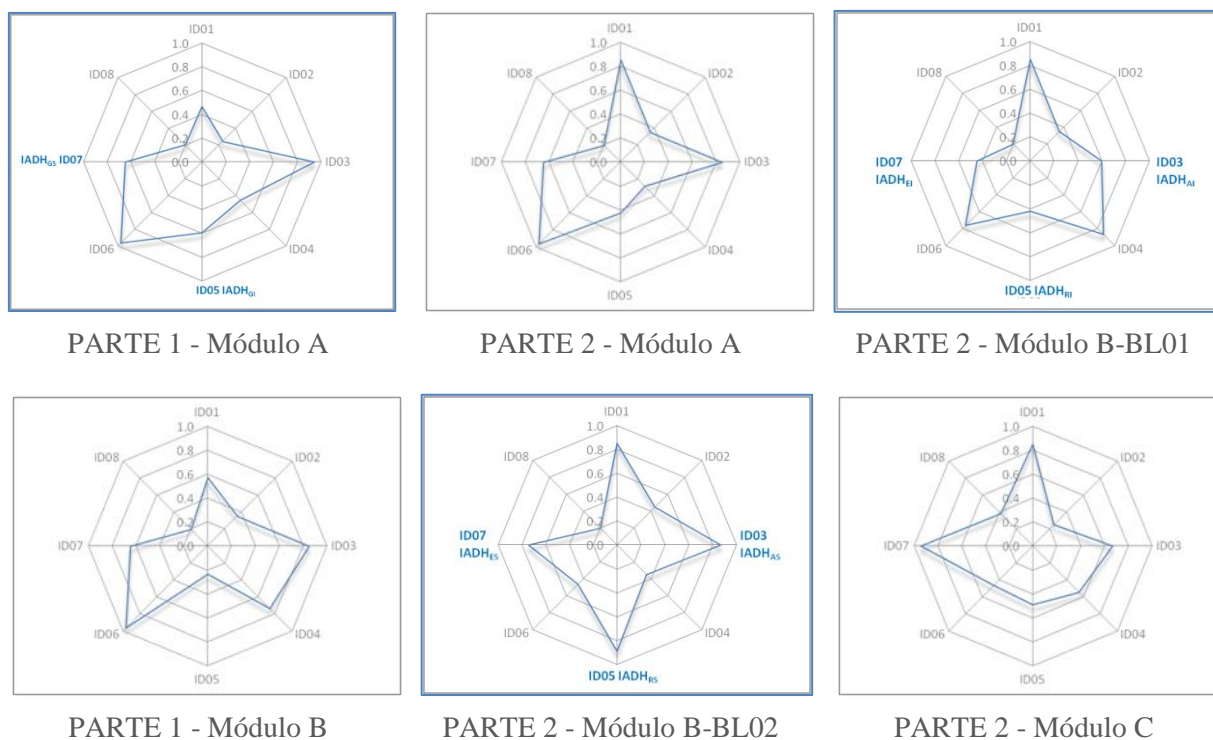 ID01
1.0
ID08 0.8 ID02
0.6
0.4
0.2
IADHGS ID07 0.0 ID03
ID06 ID04
ID05 IADHGI
PARTE 1 - Módulo A
ID01
1.0
ID08 0.8 ID02
0.6
0.4
0.2
ID07 0.0 ID03
ID06 ID04
ID05
PARTE 2 - Módulo A
ID01
1.0
ID08 0.8 ID02
0.6
0.4
0.2
ID07 0.0 ID03
IADHEI IADHAI
ID06 ID04
ID05 IADHRI
PARTE 2 - Módulo B-BL01
ID01
1.0
ID08 0.8 ID02
0.6
0.4
0.2
ID07 0.0 ID03
ID06 ID04
ID05
PARTE 1 - Módulo B
ID01
1.0
ID08 0.8 ID02
0.6
0.4
0.2
ID07 0.0 ID03
IADHES IADHAS
ID06 ID04
ID05 IADHRS
PARTE 2 - Módulo B-BL02
ID01
1.0
ID08 0.8 ID02
0.6
0.4
0.2
ID07 0.0 ID03
ID06 ID04
ID05
PARTE 2 - Módulo C